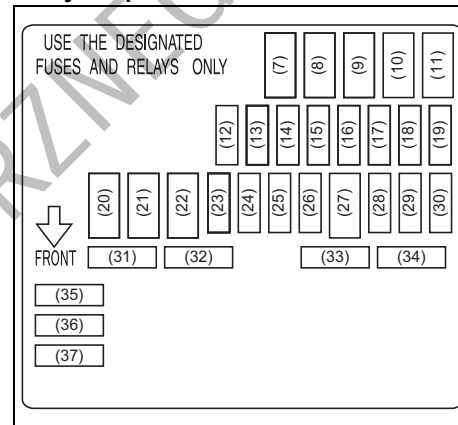 USE THE DESIGNATED
FUSES AND RELAYS ONLY
(7) (8) (9) (10) (11)
(12) (13) (14) (15) (16) (17) (18) (19)
(20) (21) (22) (23) (24) (25) (26) (27) (28) (29) (30)
FRONT (31) (32) (33) (34)
(35)
(36)
(37)